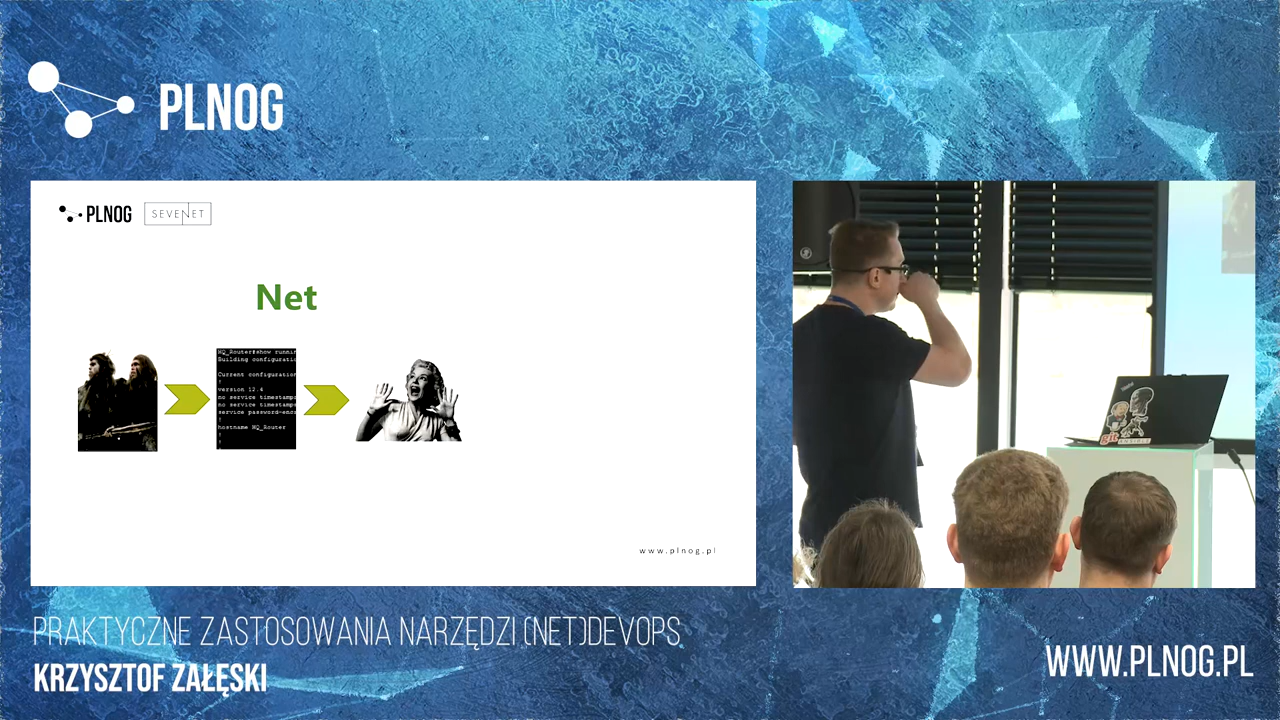 PLNOG
PLNOG
SEVENET
Net
HQ_Router#show runnin
Building configuratio
Current configuration
!
version 12.4
no service timestamps
no service timestamps
service password-encr
!
hostname HQ_Router
!
!
www.plnog.pl
git
ANSIBLE
PRAKTYCZNE ZASTOSOWANIA NARZĘDZI (NET)DEVOPS
KRZYSZTOF ZAŁĘSKI
WWW.PLNOG.PL